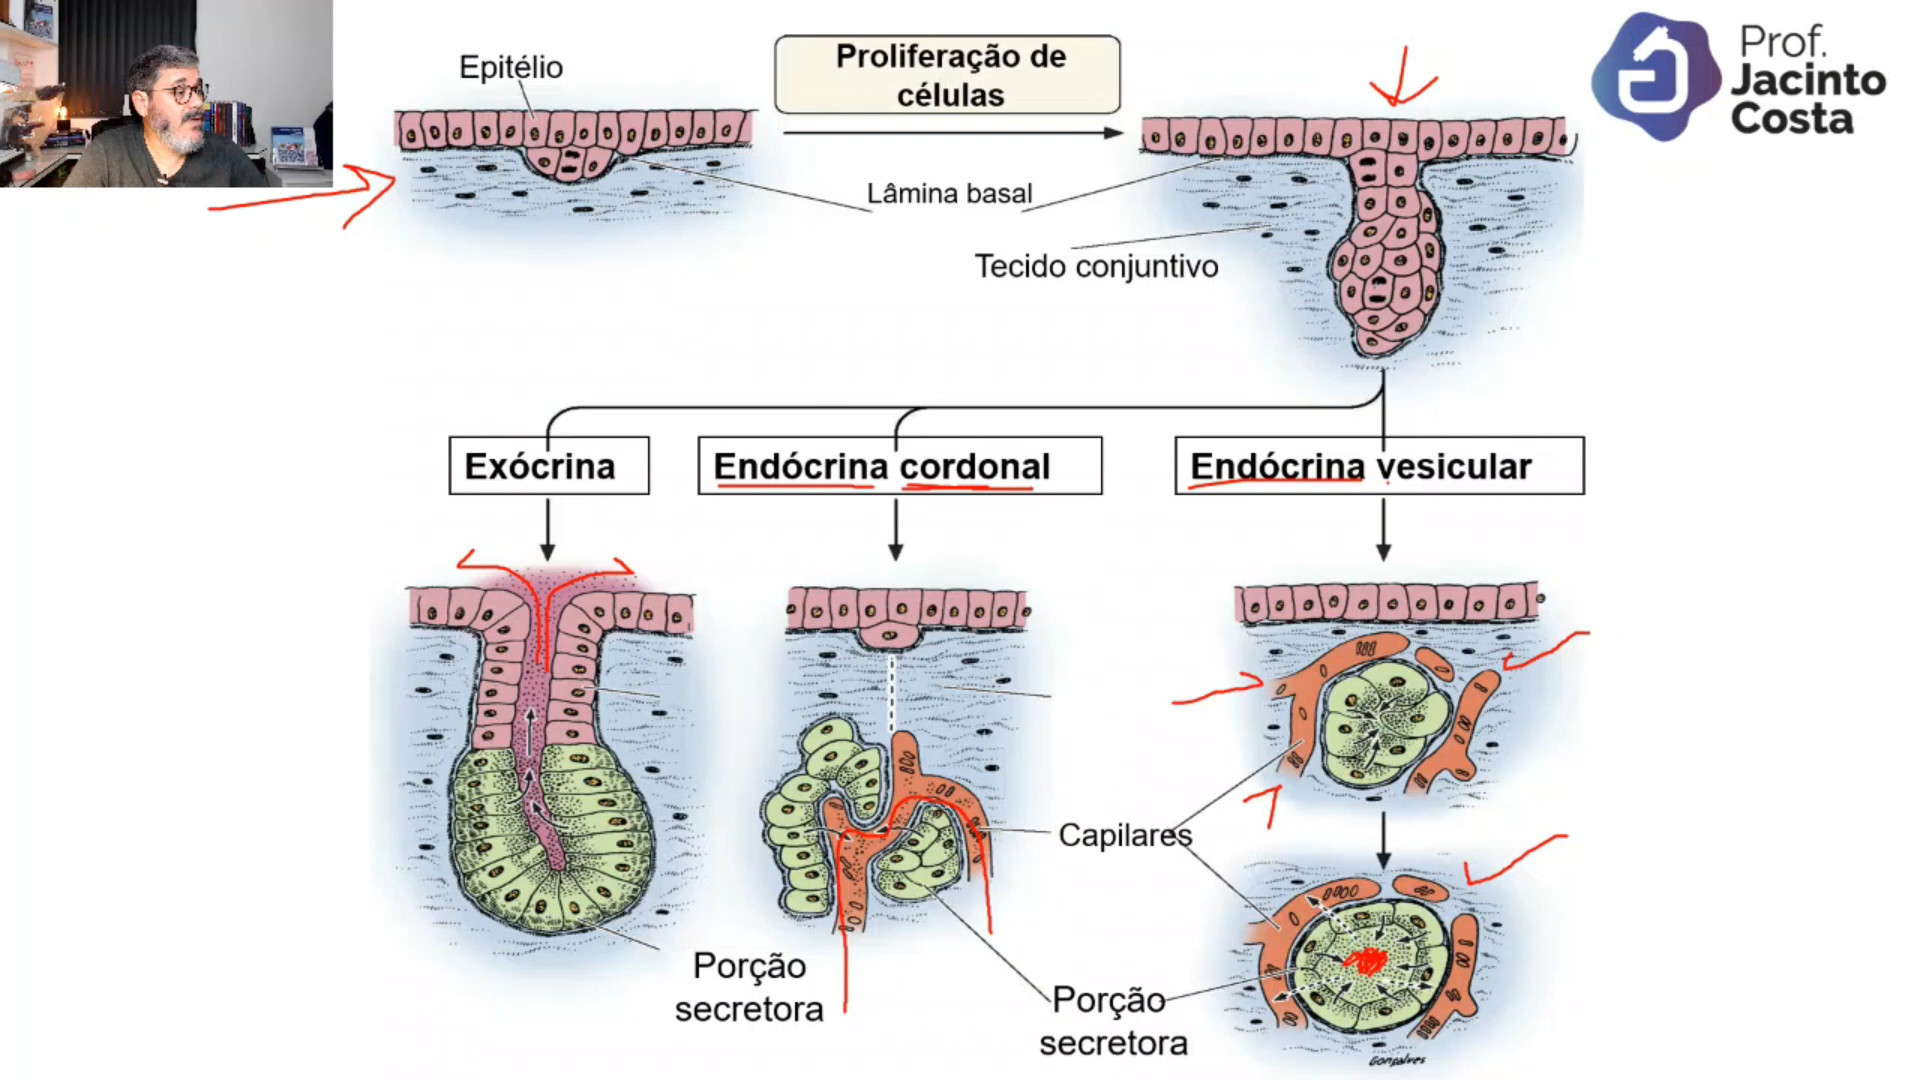 Epitélio
Proliferação de
células
Prof.
Jacinto
Costa
Lâmina basal
Tecido conjuntivo
Exócrina
Endócrina cordonal
Endócrina vesicular
Capilares
Porção
secretora
Porção
secretora
Gonçalves